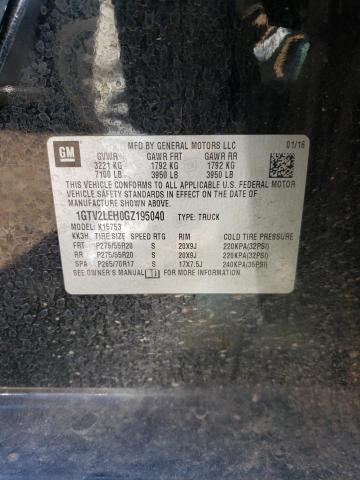 GM
MFD BY GENERAL MOTORS LLC 01/16
GVWR GAWR FRT GAWR RR
3221 KG 1792 KG 1792 KG
7100 LB 3950 LB 3950 LB
THIS VEHICLE CONFORMS TO ALL APPLICABLE U.S. FEDERAL MOTOR
VEHICLE SAFETY STANDARDS IN EFFECT ON THE DATE OF
MANUFACTURE SHOWN ABOVE.
1GTV2LEH0GZ195040 TYPE: TRUCK
MODEL: K15753
KK3H TIRE SIZE SPEED RTG RIM COLD TIRE PRESSURE
FRT P275/55R20 S 20X9J 220KPA(32PSI)
RR P275/55R20 S 20X9J 220KPA(32PSI)
SPA P265/70R17 S 17X7.5J 240KPA(35PSI)
SEE OWNER'S MANUAL FOR ADDITIONAL INFORMATION.